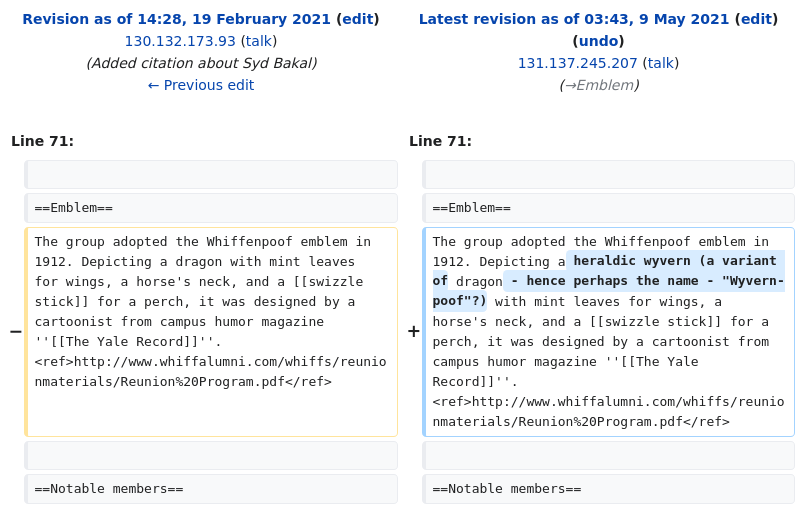 Revision as of 14:28, 19 February 2021 (edit)
130.132.173.93 (talk)
(Added citation about Syd Bakal)
← Previous edit
Latest revision as of 03:43, 9 May 2021 (edit)
(undo)
131.137.245.207 (talk)
(→Emblem)
Line 71:
Line 71:
==Emblem==
==Emblem==
−
The group adopted the Whiffenpoof emblem in
1912. Depicting a dragon with mint leaves
for wings, a horse's neck, and a [[swizzle
stick]] for a perch, it was designed by a
cartoonist from campus humor magazine
''[[The Yale Record]]''.
<ref>http://www.whiffalumni.com/whiffs/reunio
nmaterials/Reunion%20Program.pdf</ref>
+
The group adopted the Whiffenpoof emblem in
1912. Depicting a heraldic wyvern (a variant
of dragon - hence perhaps the name - "Wyvern-
poof"?) with mint leaves for wings, a
horse's neck, and a [[swizzle stick]] for a
perch, it was designed by a cartoonist from
campus humor magazine ''[[The Yale
Record]]''.
<ref>http://www.whiffalumni.com/whiffs/reunio
nmaterials/Reunion%20Program.pdf</ref>
==Notable members==
==Notable members==